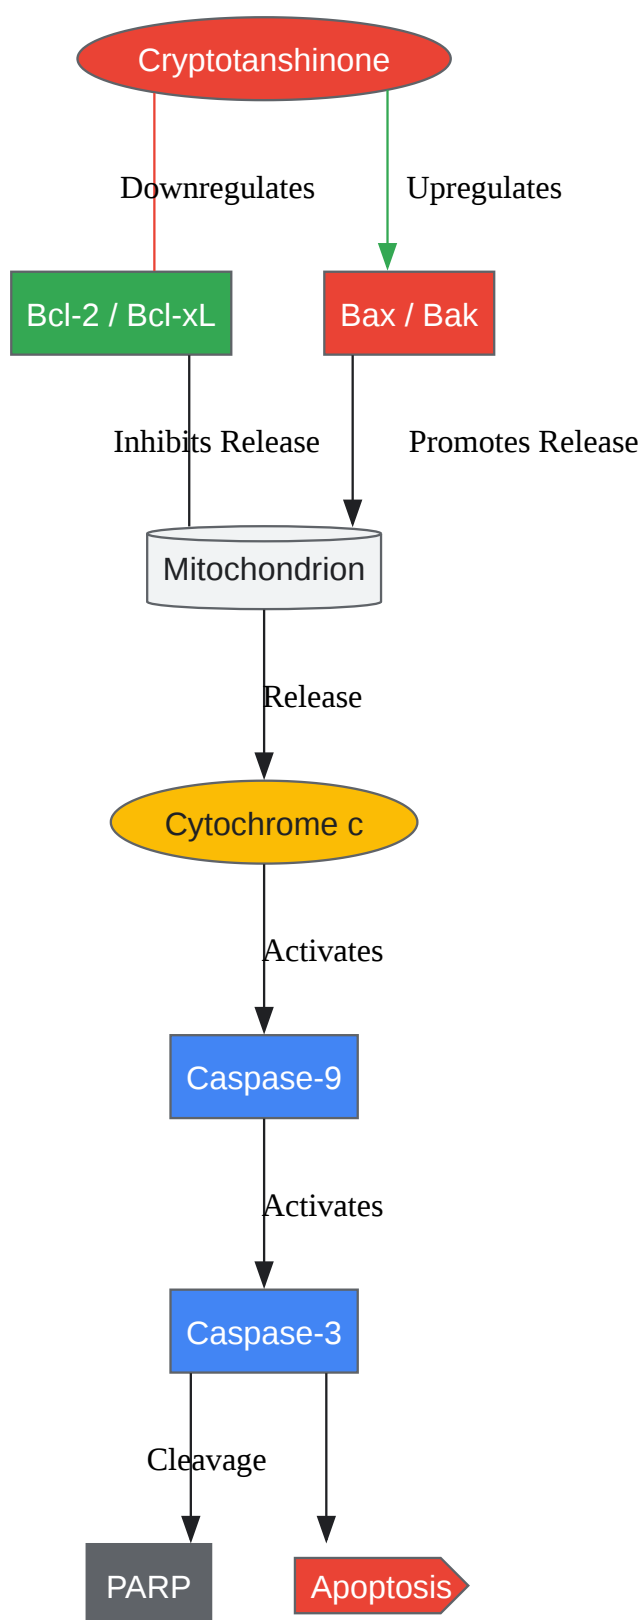 Cryptotanshinone
Downregulates
Upregulates
Bcl-2 / Bcl-xL
Bax / Bak
Inhibits Release
Promotes Release
Mitochondrion
Release
Cytochrome c
Activates
Caspase-9
Activates
Caspase-3
Cleavage
PARP
Apoptosis